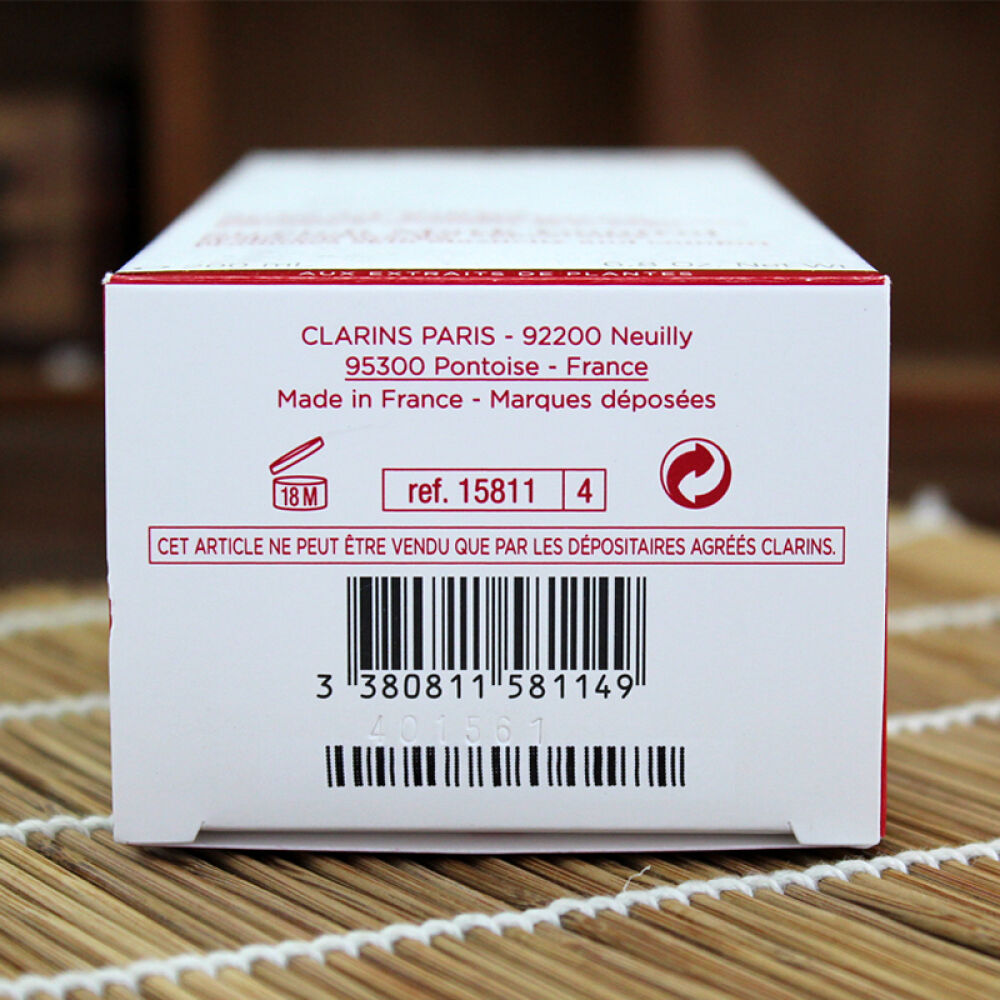 AUX EXTRAITS DE PLANTES
CLARINS PARIS - 92200 Neuilly
95300 Pontoise - France
Made in France - Marques déposées
18 M
ref. 15811 4
CET ARTICLE NE PEUT ÊTRE VENDU QUE PAR LES DÉPOSITAIRES AGRÉÉS CLARINS.
3 380811 581149
401561